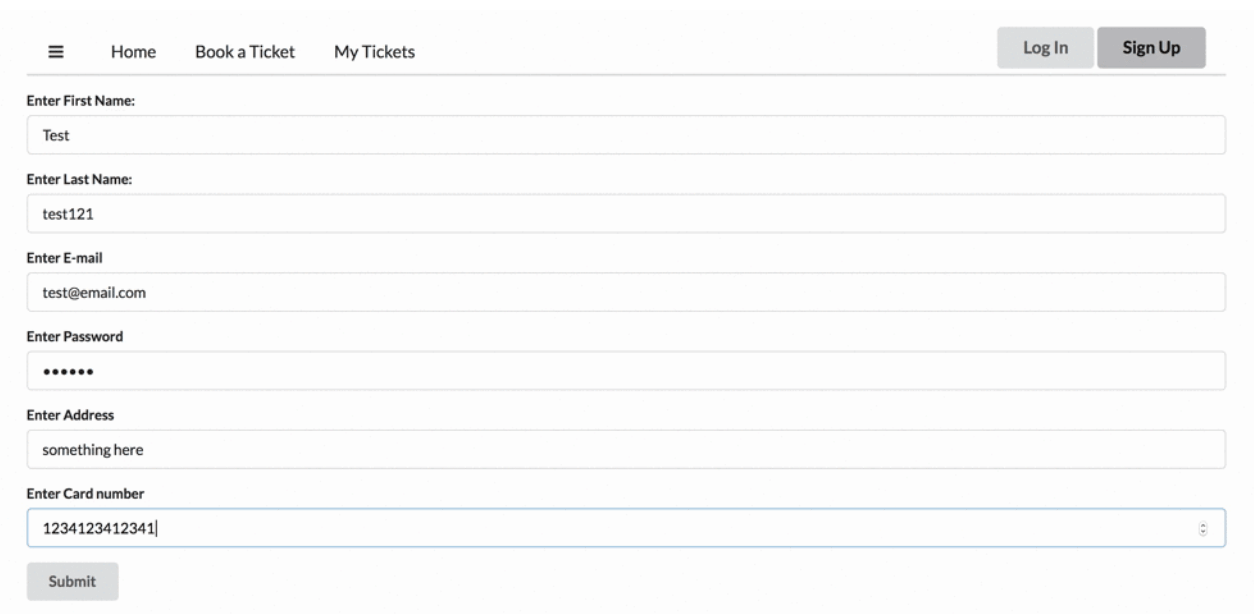 Home Book a Ticket My Tickets Log In Sign Up
Enter First Name:
Test
Enter Last Name:
test121
Enter E-mail
test@email.com
Enter Password
••••••
Enter Address
something here
Enter Card number
1234123412341
Submit